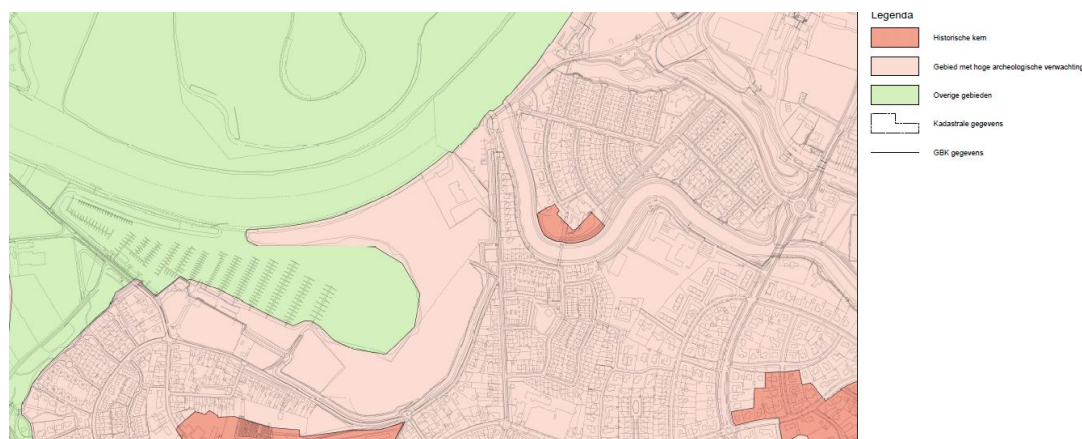 Legenda
Historische kern
Gebied met hoge archeologische verwachting
Overige gebieden
Kadastrale gegevens
GBK gegevens